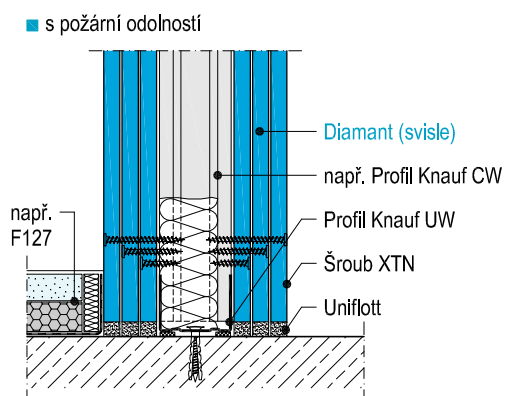 s požární odolností
Diamant (svisle)
např. Profil Knauf CW
např.
F127
Profil Knauf UW
Šroub XTN
Uniflott